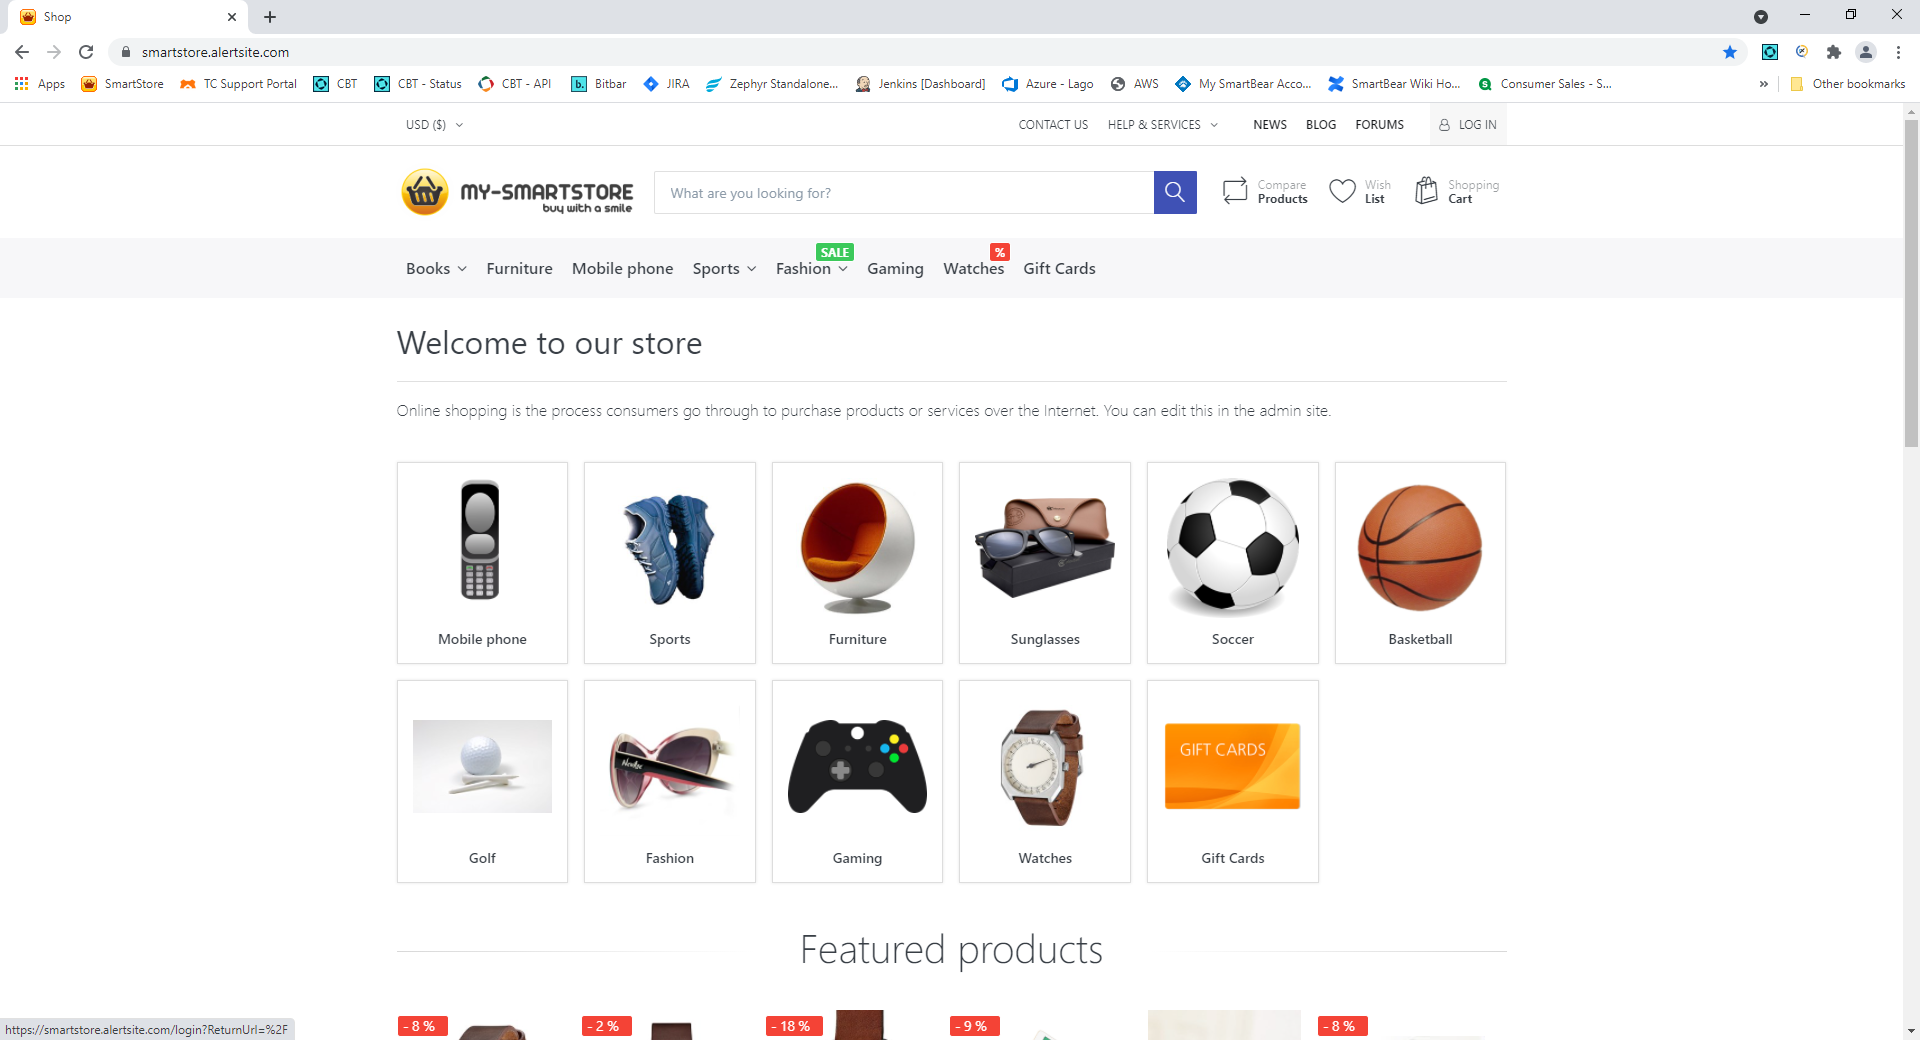 Shop
smartstore.alertsite.com
Apps SmartStore TC Support Portal CBT CBT - Status CBT - API Bitbar JIRA Zephyr Standalone... Jenkins [Dashboard] Azure - Lago AWS My SmartBear Acco... SmartBear Wiki Ho... Consumer Sales - S... » Other bookmarks
USD ($) CONTACT US HELP & SERVICES NEWS BLOG FORUMS LOG IN
MY-SMARTSTORE
buy with a smile
What are you looking for?
Compare
Products
Wish
List
Shopping
Cart
SALE %
Books Furniture Mobile phone Sports Fashion Gaming Watches Gift Cards
Welcome to our store
Online shopping is the process consumers go through to purchase products or services over the Internet. You can edit this in the admin site.
Mobile phone Sports Furniture Sunglasses Soccer Basketball
GIFT CARDS
Golf Fashion Gaming Watches Gift Cards
Featured products
- 8 % - 2 % - 18 % - 9 % - 8 %
https://smartstore.alertsite.com/login?ReturnUrl=%2F